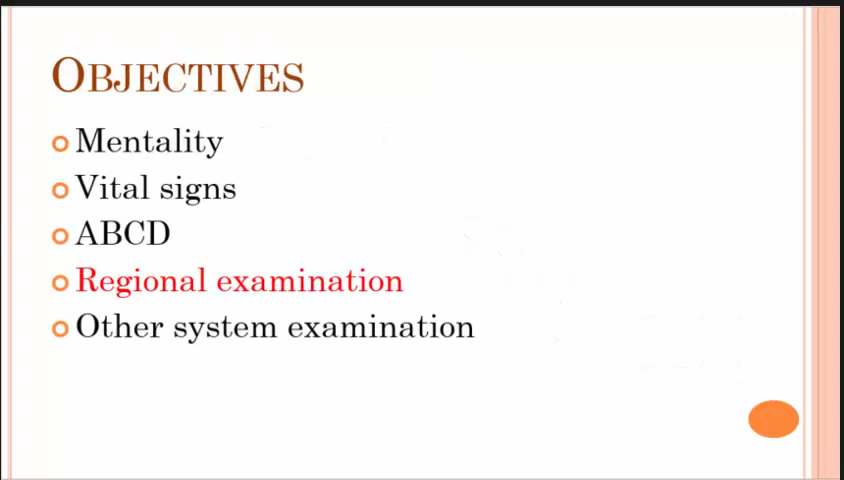 OBJECTIVES
Mentality
Vital signs
ABCD
Regional examination
Other system examination